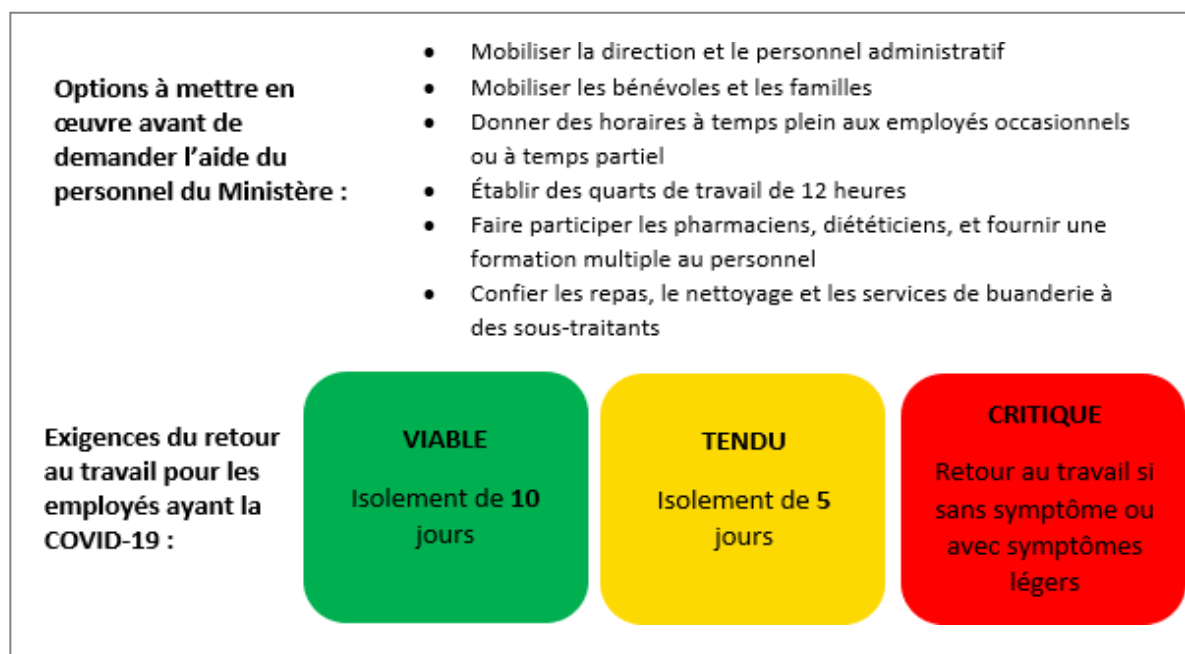 Options à mettre en
œuvre avant de
demander l’aide du
personnel du Ministère :
• Mobiliser la direction et le personnel administratif
• Mobiliser les bénévoles et les familles
• Donner des horaires à temps plein aux employés occasionnels
ou à temps partiel
• Établir des quarts de travail de 12 heures
• Faire participer les pharmaciens, diététiciens, et fournir une
formation multiple au personnel
• Confier les repas, le nettoyage et les services de buanderie à
des sous-traitants
Exigences du retour
au travail pour les
employés ayant la
COVID-19 :
VIABLE
Isolement de 10
jours
TENDU
Isolement de 5
jours
CRITIQUE
Retour au travail si
sans symptôme ou
avec symptômes
légers